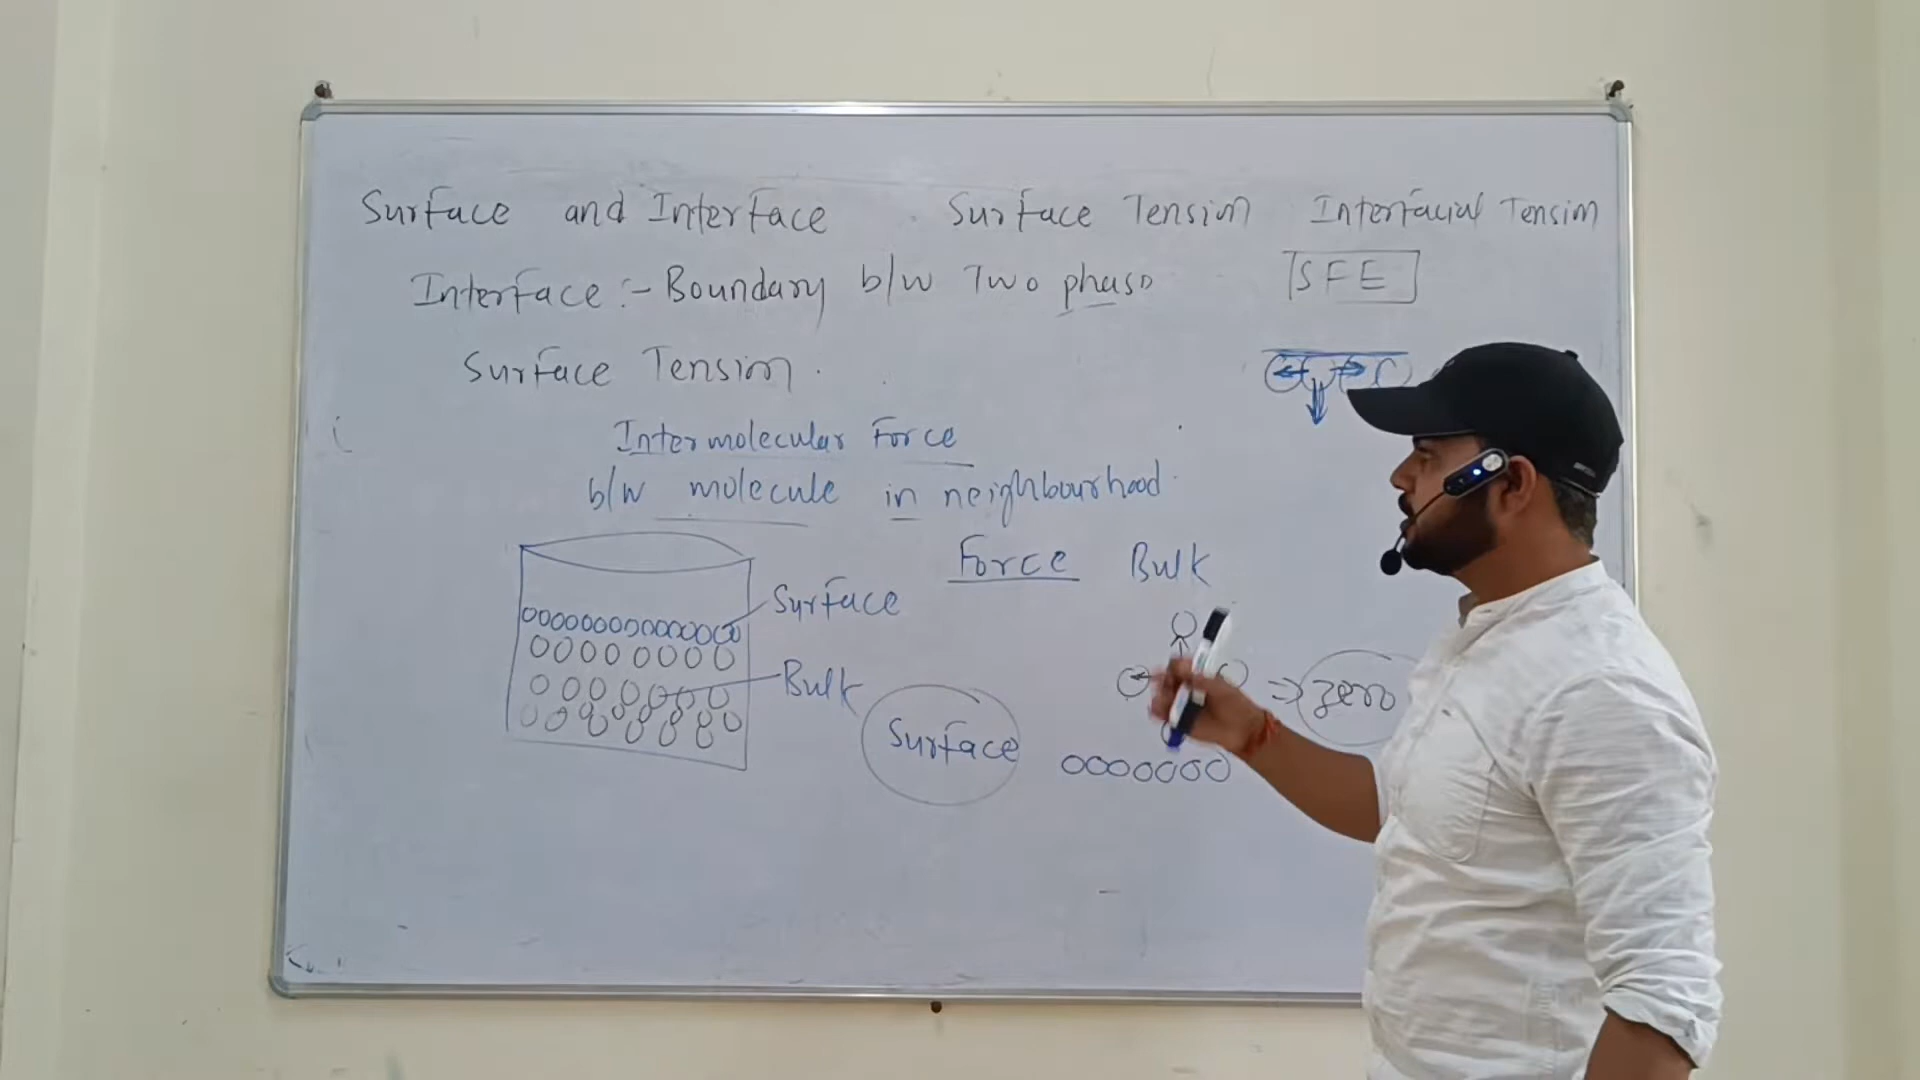 Surface and Interface Surface Tension Interfacial Tension
Interface :- Boundary b/w Two phase
SFE
Surface Tension.
Intermolecular Force
b/w molecule in neighbourhood.
Force Bulk
Surface
Bulk
⇒ zero
Surface